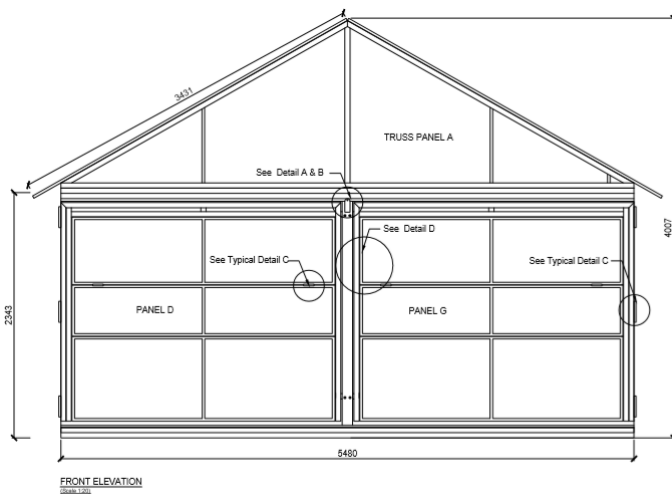 3431
TRUSS PANEL A
See Detail A & B
See Detail D
4007
See Typical Detail C
See Typical Detail C
2343
PANEL D
PANEL G
5480
FRONT ELEVATION
(Scale 1:20)